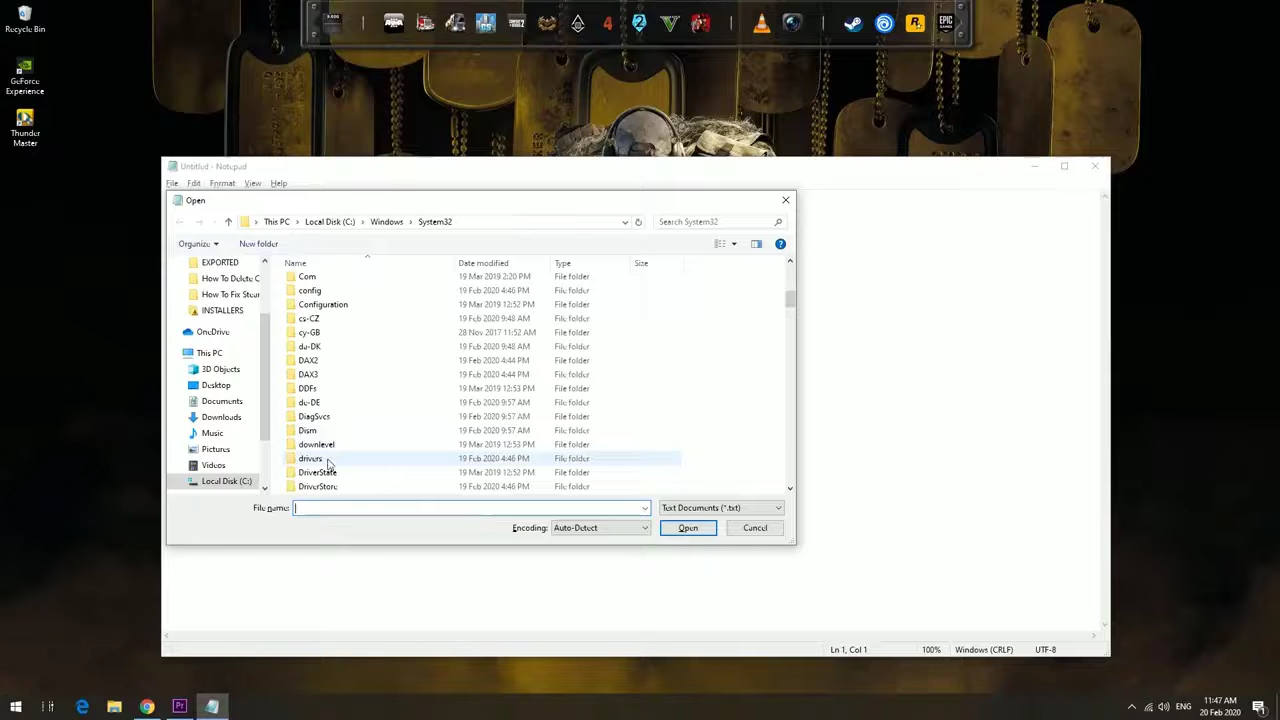 Recycle Bin
GeForce
Experience
Thunder
Master
Untitled - Notepad
File Edit Format View Help
Open
This PC > Local Disk (C:) > Windows > System32
Search System32
Organize New folder
Name Date modified Type Size
EXPORTED
How To Delete C
How To Fix Stea
INSTALLERS
OneDrive
This PC
3D Objects
Desktop
Documents
Downloads
Music
Pictures
Videos
Local Disk (C:)
Com 19 Mar 2019 2:20 PM File folder
config 19 Feb 2020 4:46 PM File folder
Configuration 19 Mar 2019 12:52 PM File folder
cs-CZ 19 Feb 2020 9:48 AM File folder
cy-GB 28 Nov 2017 11:52 AM File folder
da-DK 19 Feb 2020 9:48 AM File folder
DAX2 19 Feb 2020 4:44 PM File folder
DAX3 19 Feb 2020 4:44 PM File folder
DDFs 19 Mar 2019 12:53 PM File folder
de-DE 19 Feb 2020 9:57 AM File folder
DiagSvcs 19 Feb 2020 9:57 AM File folder
Dism 19 Feb 2020 9:57 AM File folder
downlevel 19 Mar 2019 12:53 PM File folder
drivers 19 Feb 2020 4:46 PM File folder
DriverState 19 Mar 2019 12:52 PM File folder
DriverStore 19 Feb 2020 4:46 PM File folder
File name: Text Documents (*.txt)
Encoding: Auto-Detect Open Cancel
Ln 1, Col 1 100% Windows (CRLF) UTF-8
ENG
11:47 AM
20 Feb 2020